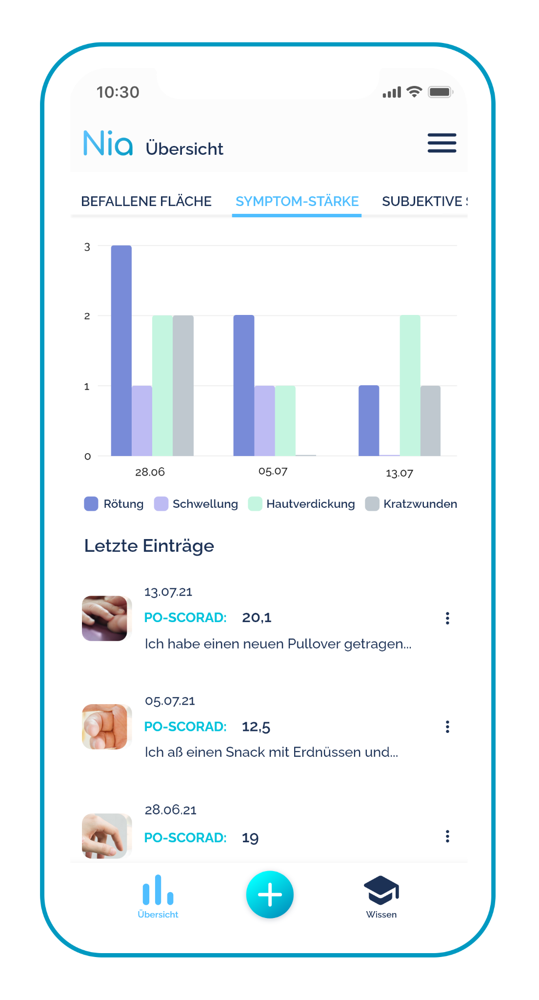 10:30
Nia Übersicht
BEFALLENE FLÄCHE SYMPTOM-STÄRKE SUBJEKTIVE
3
2
1
0
28.06 05.07 13.07
Rötung Schwellung Hautverdickung Kratzwunden
Letzte Einträge
13.07.21
PO-SCORAD: 20,1
Ich habe einen neuen Pullover getragen...
05.07.21
PO-SCORAD: 12,5
Ich aß einen Snack mit Erdnüssen und...
28.06.21
PO-SCORAD: 19
Übersicht Wissen